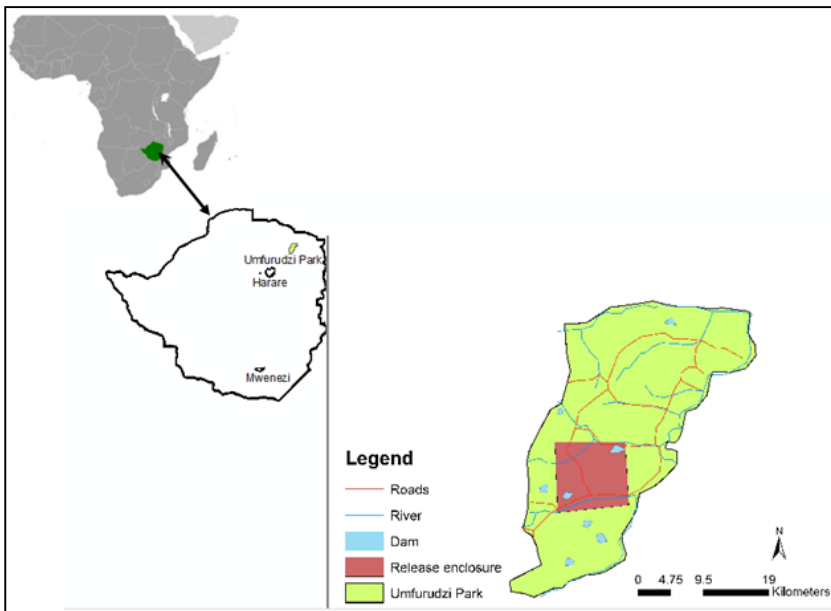 Umfurudzi Park
Harare
Mwenezi
Legend
Roads
River
Dam
Release enclosure
Umfurudzi Park
N
0 4.75 9.5 19
Kilometers